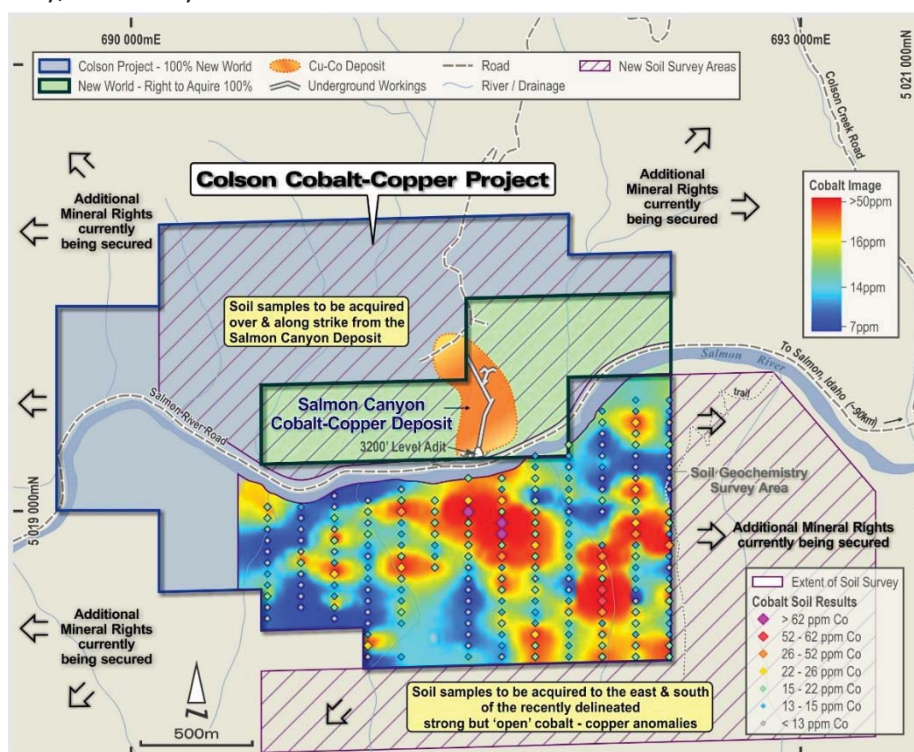 690 000mE
693 000mE
5 021 000mN
Colson Project - 100% New World
Cu-Co Deposit
Road
New Soil Survey Areas
New World - Right to Aquire 100%
Underground Workings
River / Drainage
Colson Creek Road
Additional
Mineral Rights
currently
being secured
Colson Cobalt-Copper Project
Additional
Mineral Rights
currently
being secured
Cobalt Image
>50ppm
16ppm
14ppm
7ppm
Soil samples to be acquired
over & along strike from the
Salmon Canyon Deposit
Salmon River Road
Salmon Canyon
Cobalt-Copper Deposit
3200' Level Adit
Salmon River
To Salmon, Idaho (~90km)
trail
Soil Geochemistry
Survey Area
5 019 000mN
Additional Mineral Rights
currently being secured
Additional
Mineral Rights
currently
being secured
Extent of Soil Survey
Cobalt Soil Results
> 62 ppm Co
52 - 62 ppm Co
26 - 52 ppm Co
22 - 26 ppm Co
15 - 22 ppm Co
13 - 15 ppm Co
< 13 ppm Co
N
500m
Soil samples to be acquired to the east & south
of the recently delineated
strong but 'open' cobalt - copper anomalies